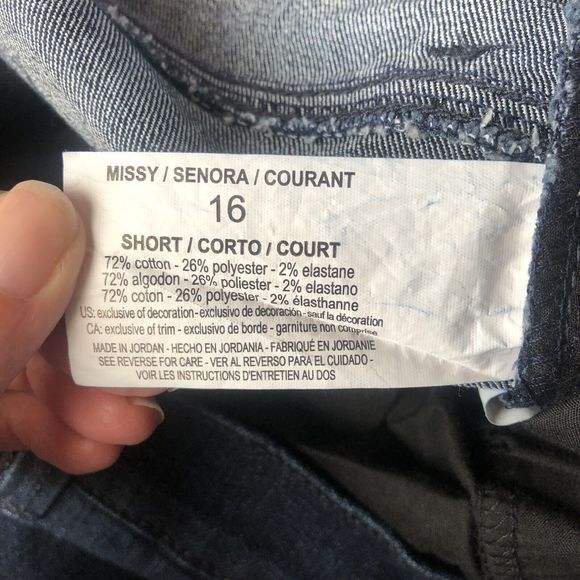 MISSY / SENORA / COURANT
16
SHORT / CORTO / COURT
72% cotton - 26% polyester - 2% elastane
72% algodon - 26% poliester - 2% elastano
72% coton - 26% polyester - 2% élasthanne
US: exclusive of decoration - exclusivo de decoración - sauf la décoration
CA: exclusive of trim - exclusivo de borde - garniture non comprise
MADE IN JORDAN - HECHO EN JORDANIA - FABRIQUÉ EN JORDANIE
SEE REVERSE FOR CARE - VER AL REVERSO PARA EL CUIDADO -
VOIR LES INSTRUCTIONS D'ENTRETIEN AU DOS